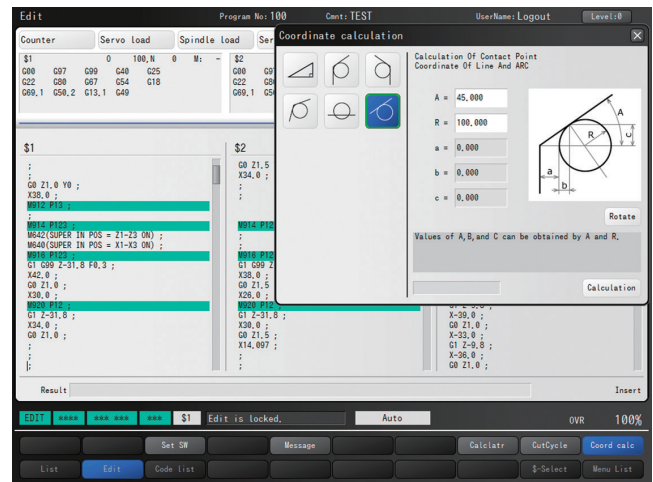 Edit Program No:100 Cmnt:TEST UserName:Logout Level:0
Counter Servo load Spindle load Ser
$1 0 100,N 0 M: -
G00 G97 G99 G40 G25
G22 G80 G67 G54 G18
G69.1 G50.2 G13.1 G49
$2
G00 G97
G22 G80
G69.1 G50
Coordinate calculation
Calculation Of Contact Point
Coordinate Of Line And ARC
A = 45.000
R = 100.000
a = 0.000
b = 0.000
c = 0.000
A
R
c
a
b
Rotate
Values of A,B,and C can be obtained by A and R.
Calculation
$1
;
;
G0 Z1.0 Y0 ;
X38.0 ;
M912 P13 ;
;
M914 P123 ;
M642(SUPER IN POS = Z1-Z3 ON) ;
M640(SUPER IN POS = X1-X3 ON) ;
M916 P123 ;
G1 G99 Z-31.8 F0.3 ;
X42.0 ;
G0 Z1.0 ;
X30.0 ;
M920 P12 ;
G1 Z-31.8 ;
X34.0 ;
G0 Z1.0 ;
;
;
;
$2
G0 Z1.5
X34.0 ;
;
;
M914 P12
;
;
M916 P12
G1 G99 Z
X38.0 ;
G0 Z1.5
X26.0 ;
M920 P12 ;
G1 Z-31.8 ;
X30.0 ;
G0 Z1.5 ;
X14.097 ;
;
;
X-39.0 ;
G0 Z1.0 ;
X-33.0 ;
G1 Z-9.8 ;
X-36.0 ;
G0 Z1.0 ;
Result Insert
EDIT **** *** *** *** $1 Edit is locked. Auto OVR 100%
Set SW Message Calclatr CutCycle Coord calc
List Edit Code list $-Select Menu List